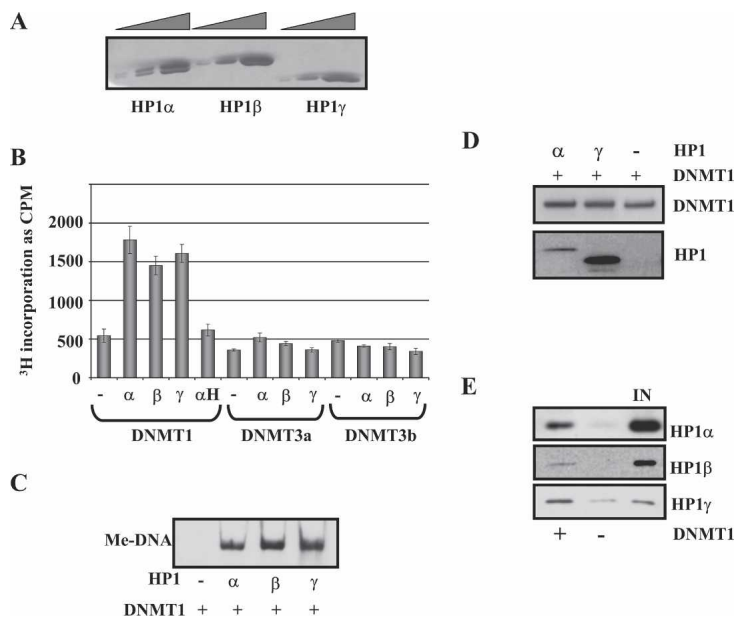 A
HP1α HP1β HP1γ
B
³H incorporation as CPM
2000
1500
1000
500
0
- α β γ αH - α β γ - α β γ
DNMT1 DNMT3a DNMT3b
C
Me-DNA
HP1 - α β γ
DNMT1 + + + +
D
α γ - HP1
+ + + DNMT1
DNMT1
HP1
E
IN
HP1α
HP1β
HP1γ
+ - DNMT1